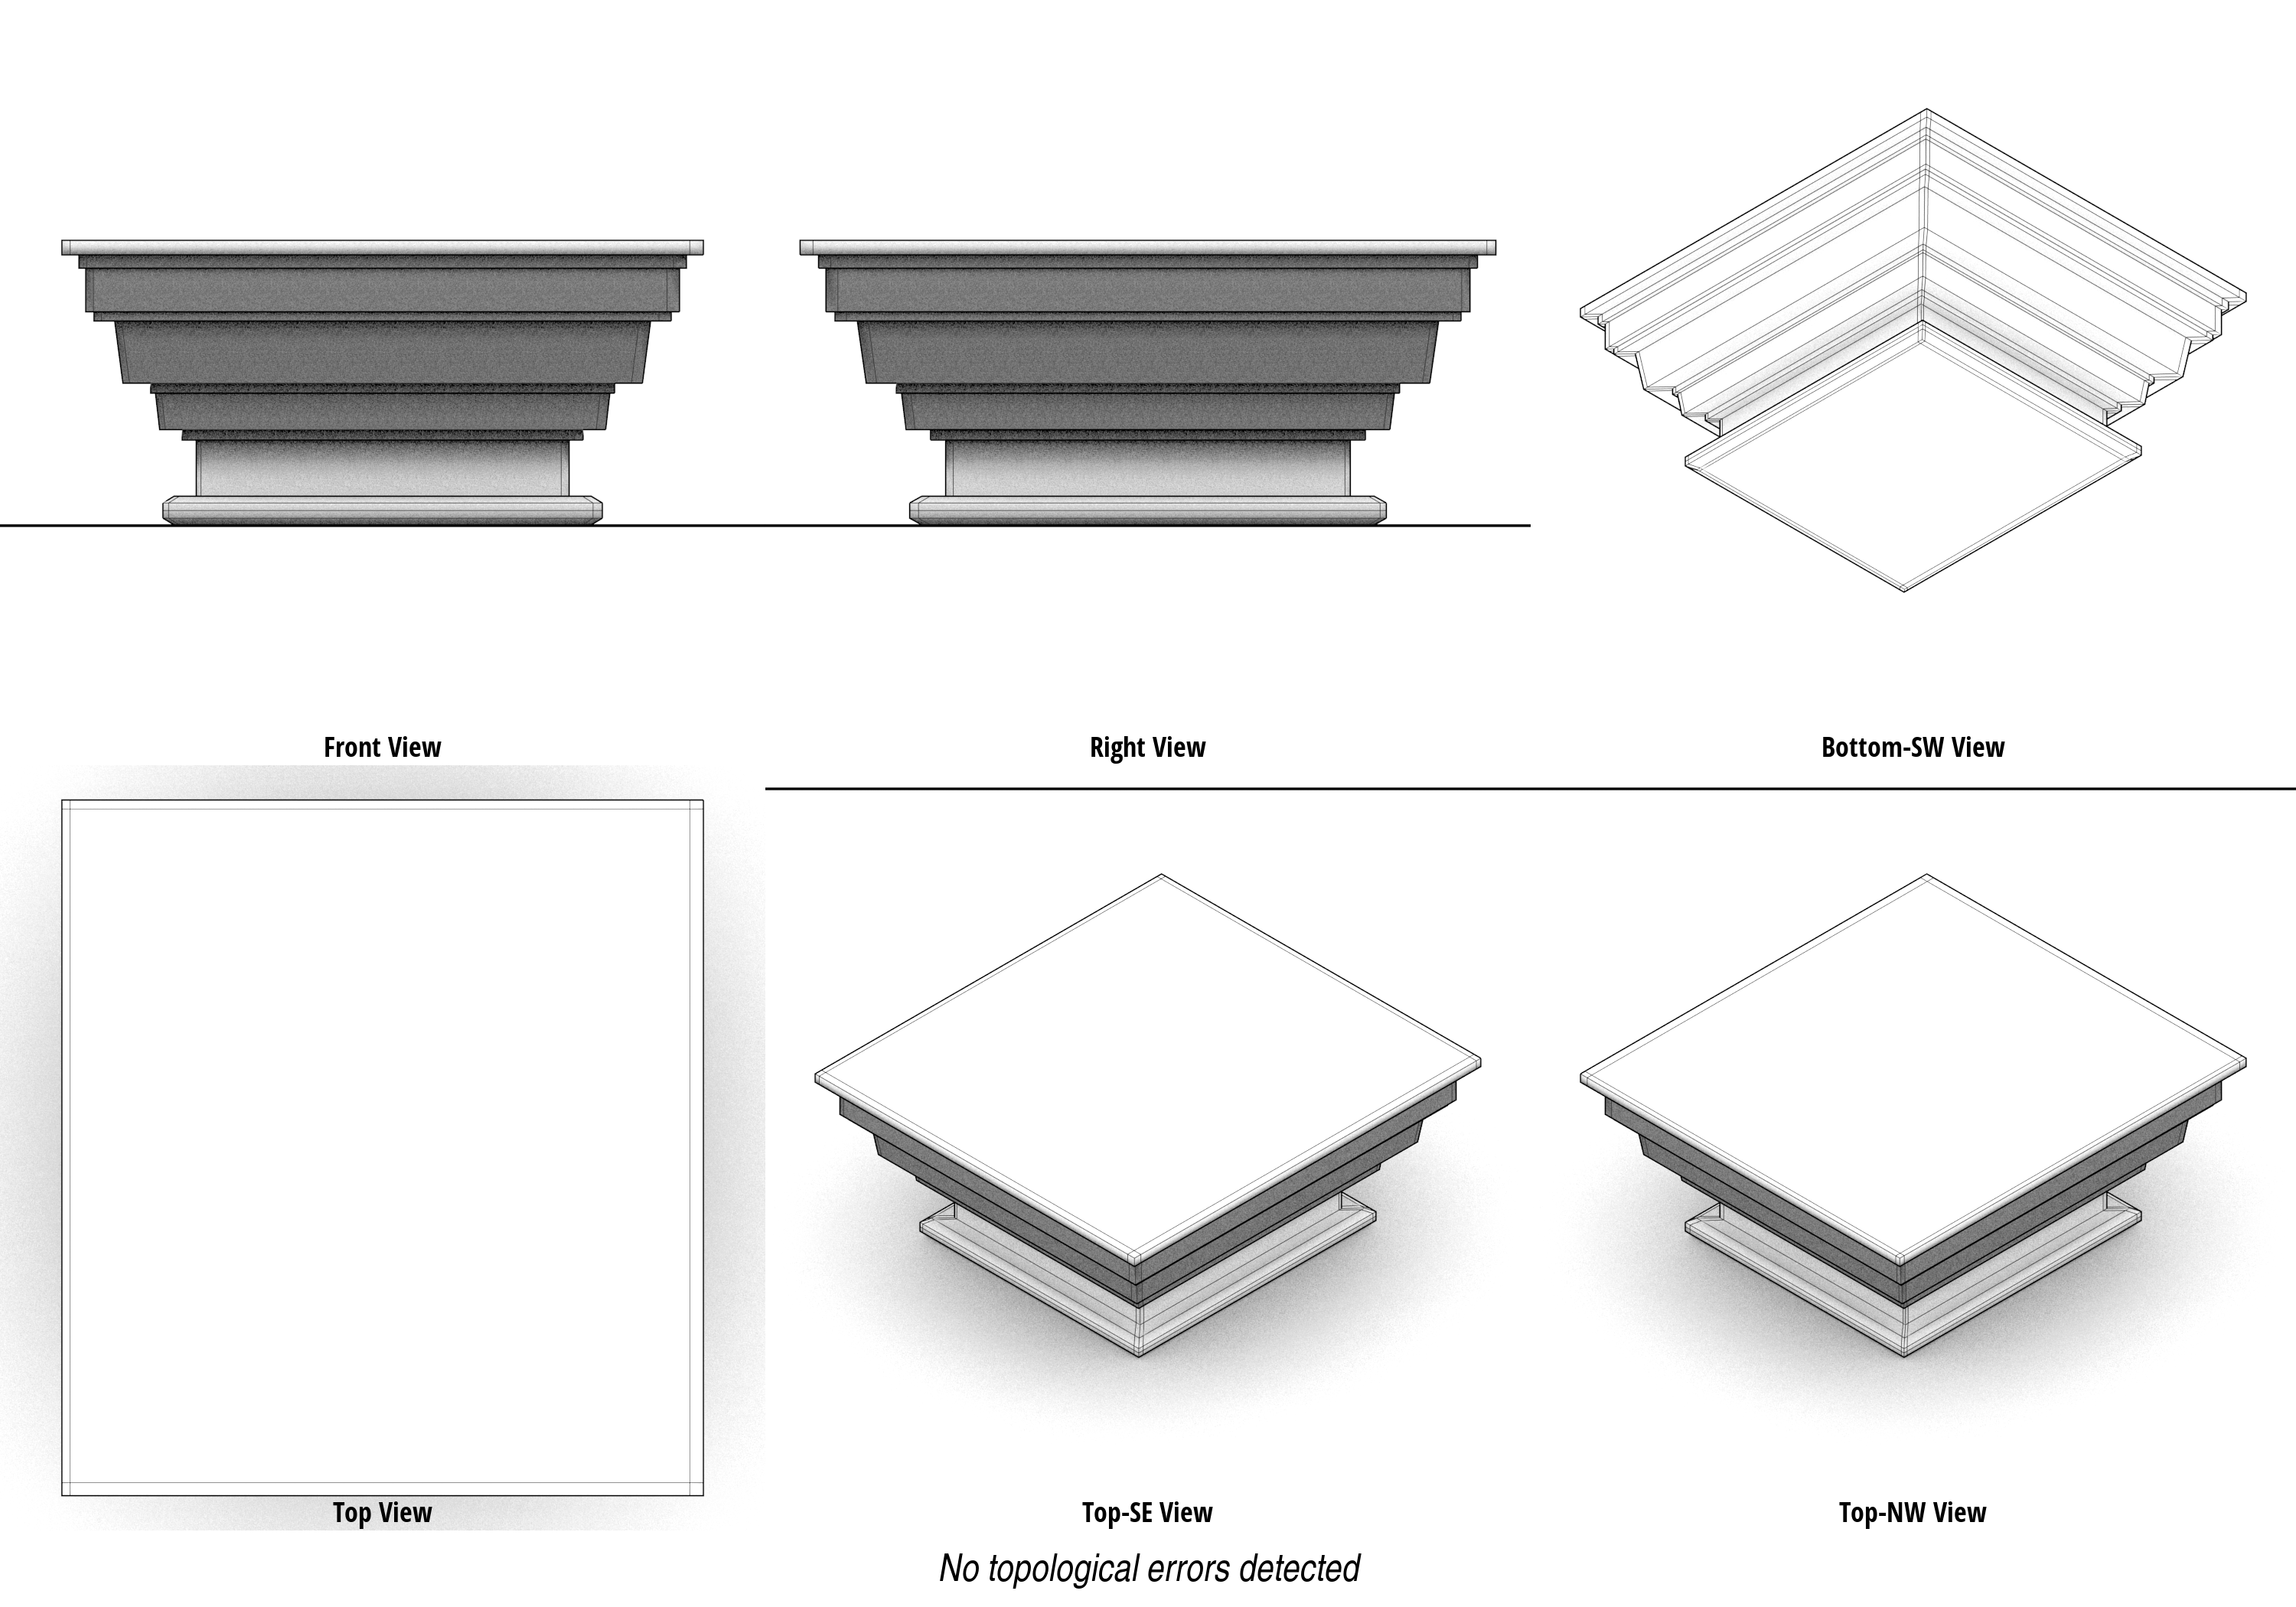 Front View
Right View
Bottom-SW View
Top View
Top-SE View
Top-NW View
No topological errors detected